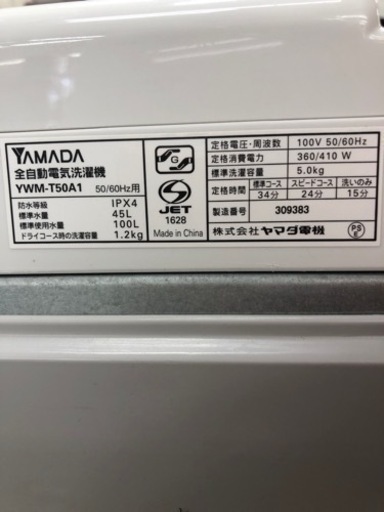 YAMADA
全自動電気洗濯機
YWM-T50A1 50/60Hz用
防水等級 IPX4
標準水量 45L
標準使用水量 100L
ドライコース時の洗濯容量 1.2kg
G
S
JET
1628
Made in China
定格電圧・周波数 100V 50/60Hz
定格消費電力 360/410 W
標準洗濯容量 5.0kg
定格時間 標準コース スピードコース 洗いのみ
34分 24分 15分
製造番号 309383
株式会社 ヤマダ電機
PSE